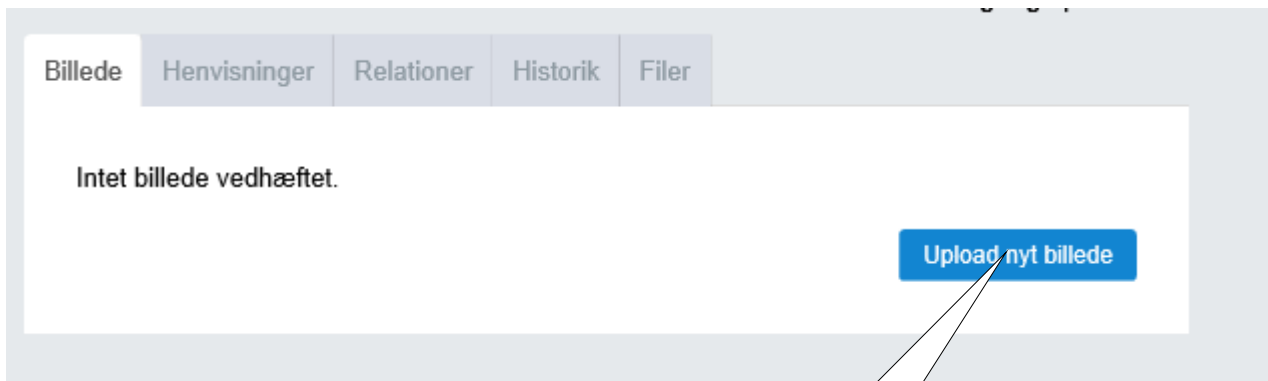 Billede Henvisninger Relationer Historik Filer
Intet billede vedhæftet.
Upload nyt billede